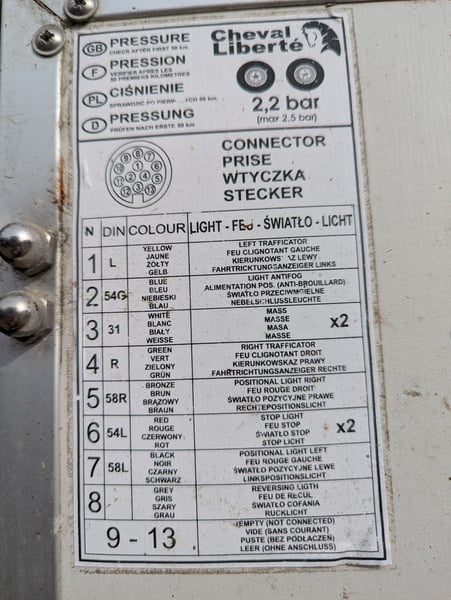 GB PRESSURE
CHECK AFTER FIRST 50 km
Cheval
Liberté
F PRESSION
VERIFIER APRES LES
50 PREMIERS KILOMETRES
PL CIŚNIENIE
SPRAWDZIĆ PO PIERW...YCH 50 km
D PRESSUNG
PRÜFEN NACH ERSTE 50 km
2,2 bar
(max 2,5 bar)
CONNECTOR
PRISE
WTYCZKA
STECKER
N DIN COLOUR LIGHT - FEU - ŚWIATŁO - LICHT
1 L
YELLOW LEFT TRAFFICATOR
JAUNE FEU CLIGNOTANT GAUCHE
ŻÓŁTY KIERUNKOWSKAZ LEWY
GELB FAHRTRICHTUNGSANZEIGER LINKS
2 54G
BLUE LIGHT ANTIFOG
BLEU ALIMENTATION POS. (ANTI-BROUILLARD)
NIEBIESKI ŚWIATŁO PRZECIWMGIELNE
BLAU NEBELSCHLUSSLEUCHTE
3 31
WHITE MASS
BLANC MASSE
BIAŁY MASA
WEISSE MASSE
x2
4 R
GREEN RIGHT TRAFFICATOR
VERT FEU CLIGNOTANT DROIT
ZIELONY KIERUNKOWSKAZ PRAWY
GRÜN FAHRTRICHTUNGSANZEIGER RECHTE
5 58R
BRONZE POSITIONAL LIGHT RIGHT
BRUN FEU ROUGE DROIT
BRĄZOWY ŚWIATŁO POZYCYJNE PRAWE
BRAUN RECHTEPOSITIONSLICHT
6 54L
RED STOP LIGHT
ROUGE FEU STOP
CZERWONY ŚWIATŁO STOP
ROT STOP LICHT
x2
7 58L
BLACK POSITIONAL LIGHT LEFT
NOIR FEU ROUGE GAUCHE
CZARNY ŚWIATŁO POZYCYJNE LEWE
SCHWARZ LINKSPOSITIONSLICHT
8
GREY REVERSING LIGTH
GRIS FEU DE RECUL
SZARY ŚWIATŁO COFANIA
GRAU RUCKLICHT
9 - 13
EMPTY (NOT CONNECTED)
VIDE (SANS COURANT)
PUSTE (BEZ PODŁĄCZEŃ)
LEER (OHNE ANSCHLUSS)